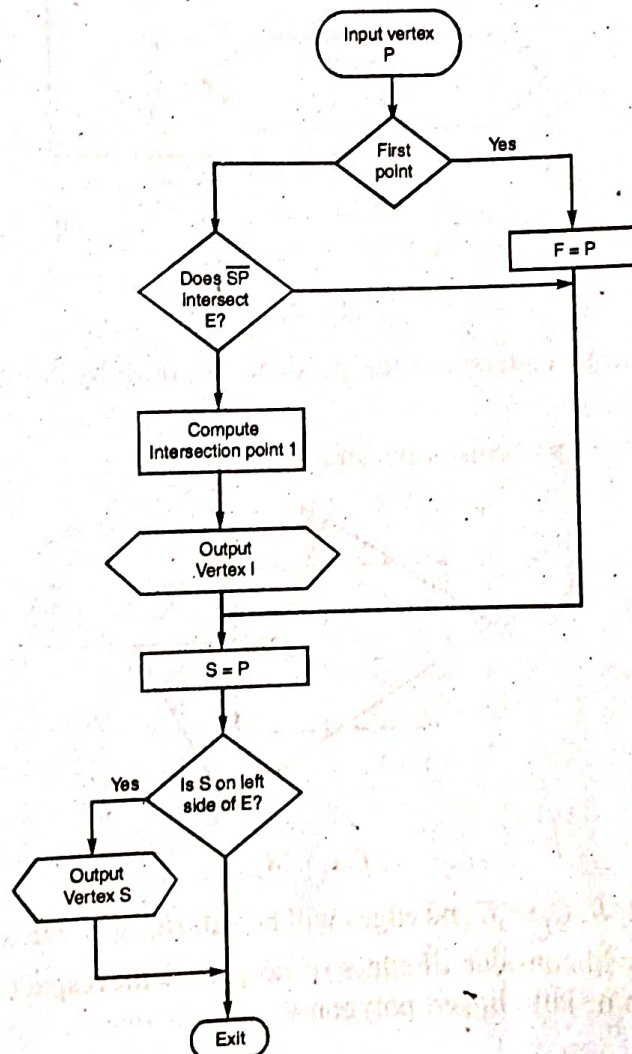 Input vertex
P
First
point
Yes
F = P
Does S̅P̅
Intersect
E?
Compute
Intersection point 1
Output
Vertex I
S = P
Yes
Is S on left
side of E?
Output
Vertex S
Exit